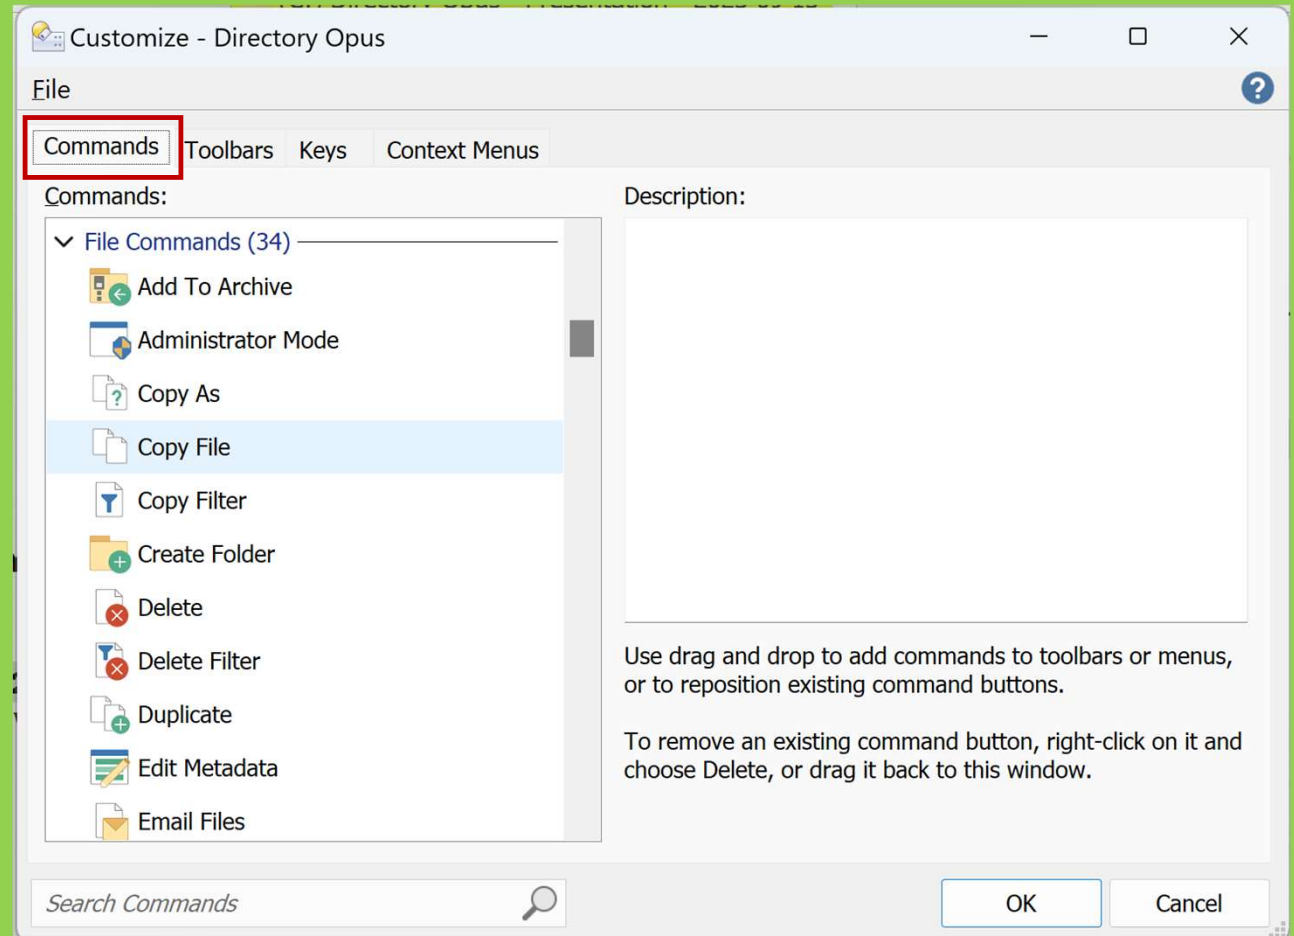 Customize - Directory Opus
File
Commands
Toolbars
Keys
Context Menus
Commands:
Description:
File Commands (34)
Add To Archive
Administrator Mode
Copy As
Copy File
Copy Filter
Create Folder
Delete
Delete Filter
Duplicate
Edit Metadata
Email Files
Use drag and drop to add commands to toolbars or menus,
or to reposition existing command buttons.
To remove an existing command button, right-click on it and
choose Delete, or drag it back to this window.
Search Commands
OK
Cancel